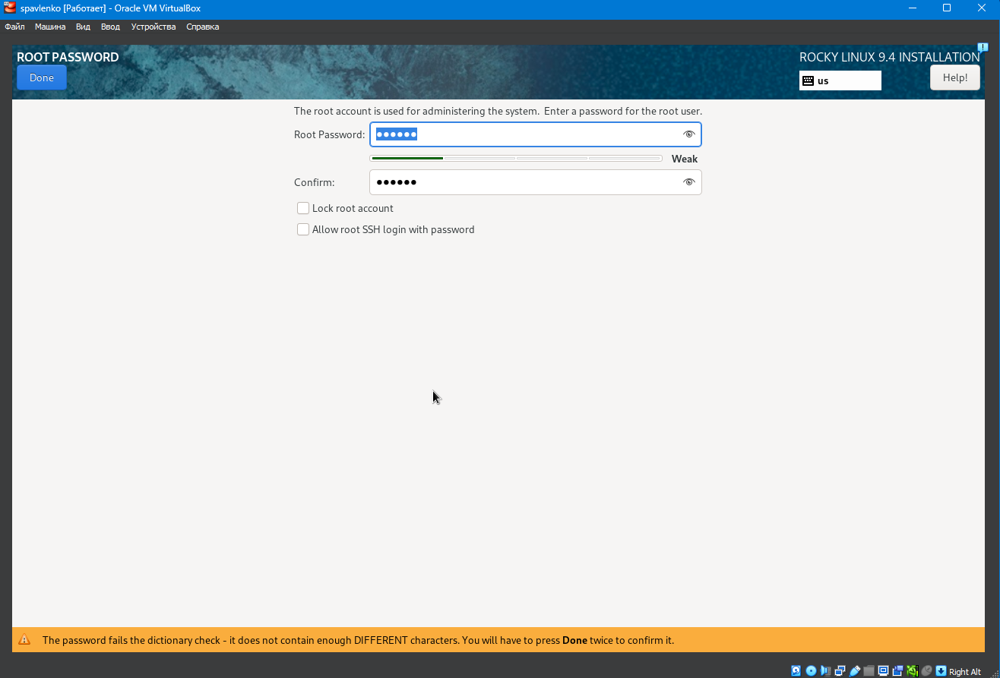 spavlenko [Работает] - Oracle VM VirtualBox
Файл Машина Вид Ввод Устройства Справка
ROOT PASSWORD
ROCKY LINUX 9.4 INSTALLATION
Done
us
Help!
The root account is used for administering the system. Enter a password for the root user.
Root Password: ●●●●●●
Weak
Confirm: ●●●●●●
Lock root account
Allow root SSH login with password
The password fails the dictionary check - it does not contain enough DIFFERENT characters. You will have to press Done twice to confirm it.
Right Alt